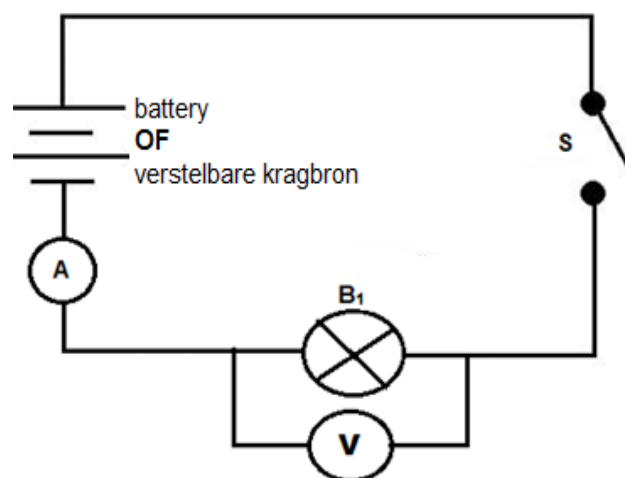 battery
OF
verstelbare kragbron
S
A
B₁
V